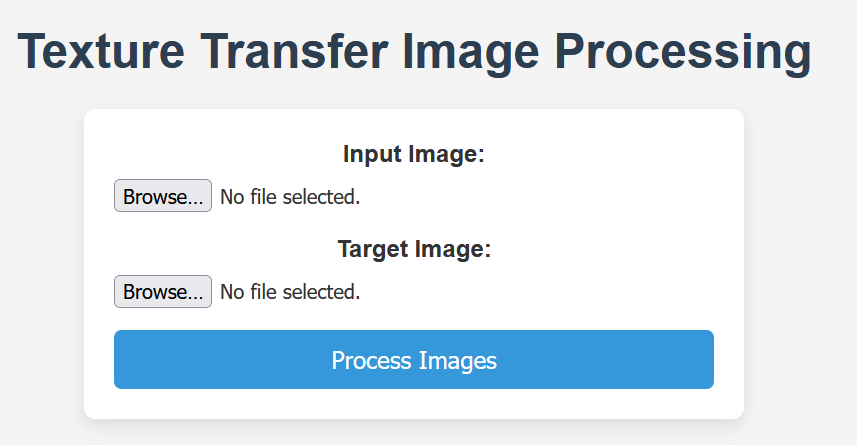 Texture Transfer Image Processing
Input Image:
Browse... No file selected.
Target Image:
Browse... No file selected.
Process Images